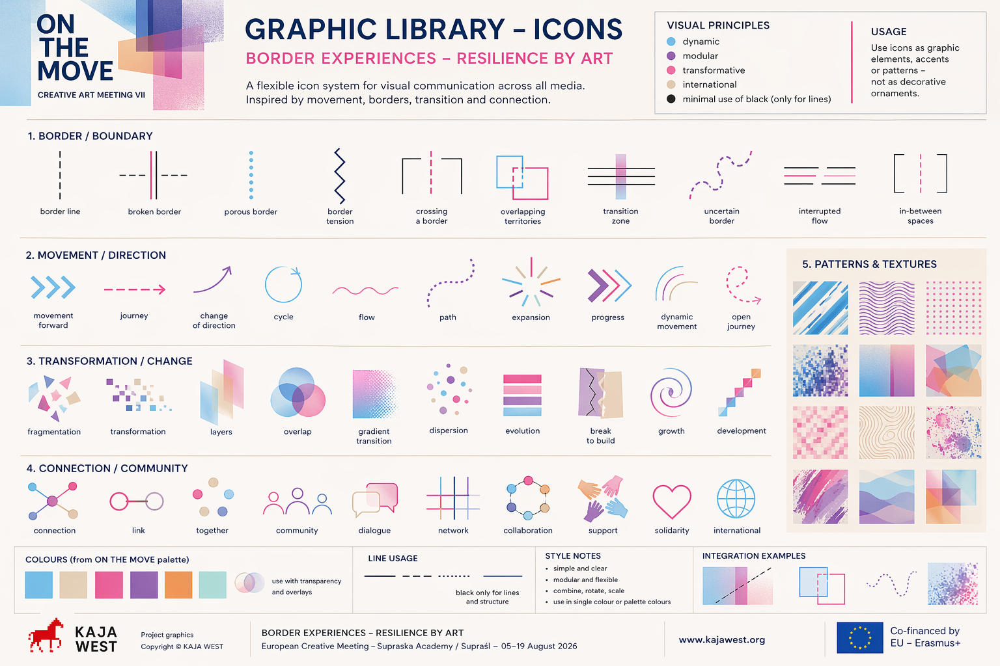 ON
THE
MOVE
CREATIVE ART MEETING VII
GRAPHIC LIBRARY – ICONS
BORDER EXPERIENCES – RESILIENCE BY ART
A flexible icon system for visual communication across all media.
Inspired by movement, borders, transition and connection.
VISUAL PRINCIPLES
dynamic
modular
transformative
international
minimal use of black (only for lines)
USAGE
Use icons as graphic
elements, accents
or patterns –
not as decorative
ornaments.
1. BORDER / BOUNDARY
border line
broken border
porous border
border
tension
crossing
a border
overlapping
territories
transition
zone
uncertain
border
interrupted
flow
in-between
spaces
2. MOVEMENT / DIRECTION
movement
forward
journey
change
of direction
cycle
flow
path
expansion
progress
dynamic
movement
open
journey
3. TRANSFORMATION / CHANGE
fragmentation
transformation
layers
overlap
gradient
transition
dispersion
evolution
break
to build
growth
development
4. CONNECTION / COMMUNITY
connection
link
together
community
dialogue
network
collaboration
support
solidarity
international
5. PATTERNS & TEXTURES
COLOURS (from ON THE MOVE palette)
use with transparency
and overlays
LINE USAGE
black only for lines
and structure
STYLE NOTES
• simple and clear
• modular and flexible
• combine, rotate, scale
• use in single colour or palette colours
INTEGRATION EXAMPLES
KAJA
WEST
Project graphics
Copyright © KAJA WEST
BORDER EXPERIENCES – RESILIENCE BY ART
European Creative Meeting – Supraska Academy / Supraśl – 05–19 August 2026
www.kajawest.org
Co-financed by
EU – Erasmus+